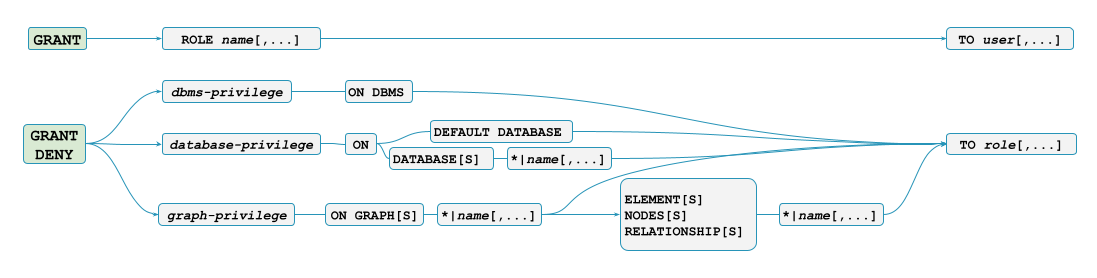 GRANT
ROLE name[,...]
TO user[,...]
dbms-privilege
ON DBMS
GRANT
DENY
database-privilege
ON
DEFAULT DATABASE
DATABASE[S]
*|name[,...]
TO role[,...]
graph-privilege
ON GRAPH[S]
*|name[,...]
ELEMENT[S]
NODES[S]
RELATIONSHIP[S]
*|name[,...]